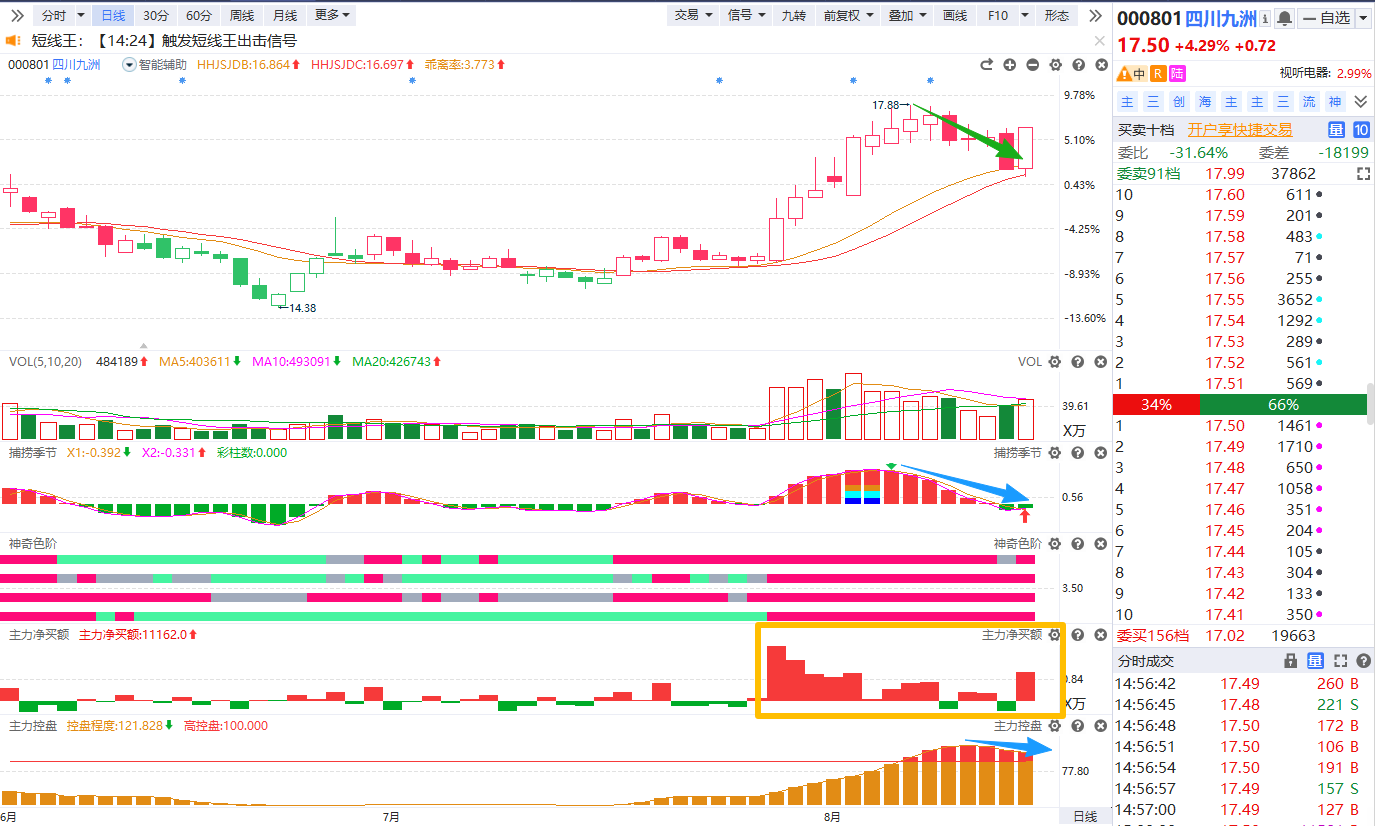 分时 日线 30分 60分 周线 月线 更多 交易 信号 九转 前复权 叠加 画线 F10 形态
短线王：【14:24】触发短线王出击信号
000801 四川九洲 智能辅助 HHJSJDB:16.864 HHJSJDC:16.697 乖离率:3.773
9.78%
17.88
5.10%
0.43%
-4.25%
-8.93%
14.38
-13.60%
VOL(5,10,20) 484189 MA5:403611 MA10:493091 MA20:426743 VOL
39.61
X万
捕捞季节 X1:-0.392 X2:-0.331 彩柱数:0.000 捕捞季节
0.56
神奇色阶 神奇色阶
3.50
主力净买额 主力净买额:11162.0 主力净买额
0.84
X万
主力控盘 控盘程度:121.828 高控盘:100.000 主力控盘
77.80
6月 7月 8月 日线
000801 四川九洲 自选
17.50 +4.29% +0.72
中 R 陆 视听电器: 2.99%
主 三 创 海 主 主 三 流 神
买卖十档 开户享快捷交易 量 10
委比 -31.64% 委差 -18199
委卖91档 17.99 37862
10 17.60 611
9 17.59 201
8 17.58 483
7 17.57 71
6 17.56 255
5 17.55 3652
4 17.54 1292
3 17.53 289
2 17.52 561
1 17.51 569
34% 66%
1 17.50 1461
2 17.49 1710
3 17.48 650
4 17.47 1058
5 17.46 351
6 17.45 204
7 17.44 105
8 17.43 304
9 17.42 133
10 17.41 350
委买156档 17.02 19663
分时成交 量
14:56:42 17.49 260 B
14:56:45 17.48 221 S
14:56:48 17.50 172 B
14:56:51 17.50 106 B
14:56:54 17.50 191 B
14:56:57 17.49 157 S
14:57:00 17.49 127 B